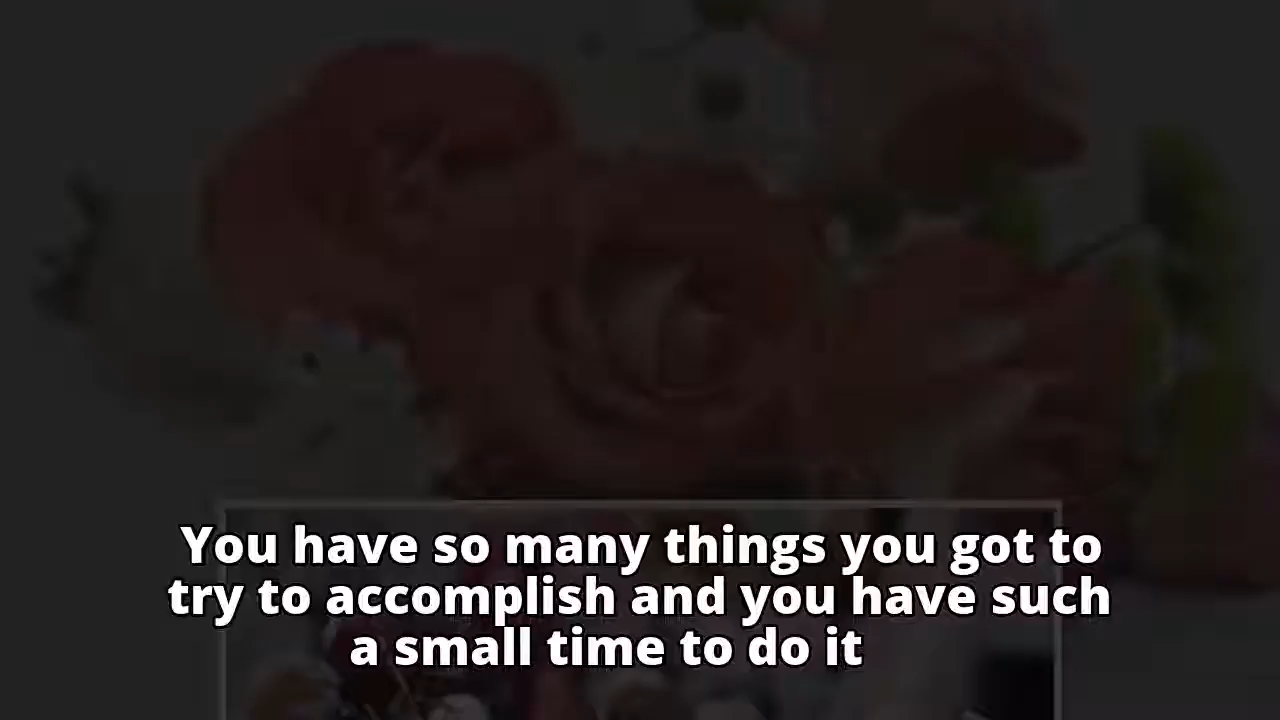 You have so many things you got to
try to accomplish and you have such
a small time to do it